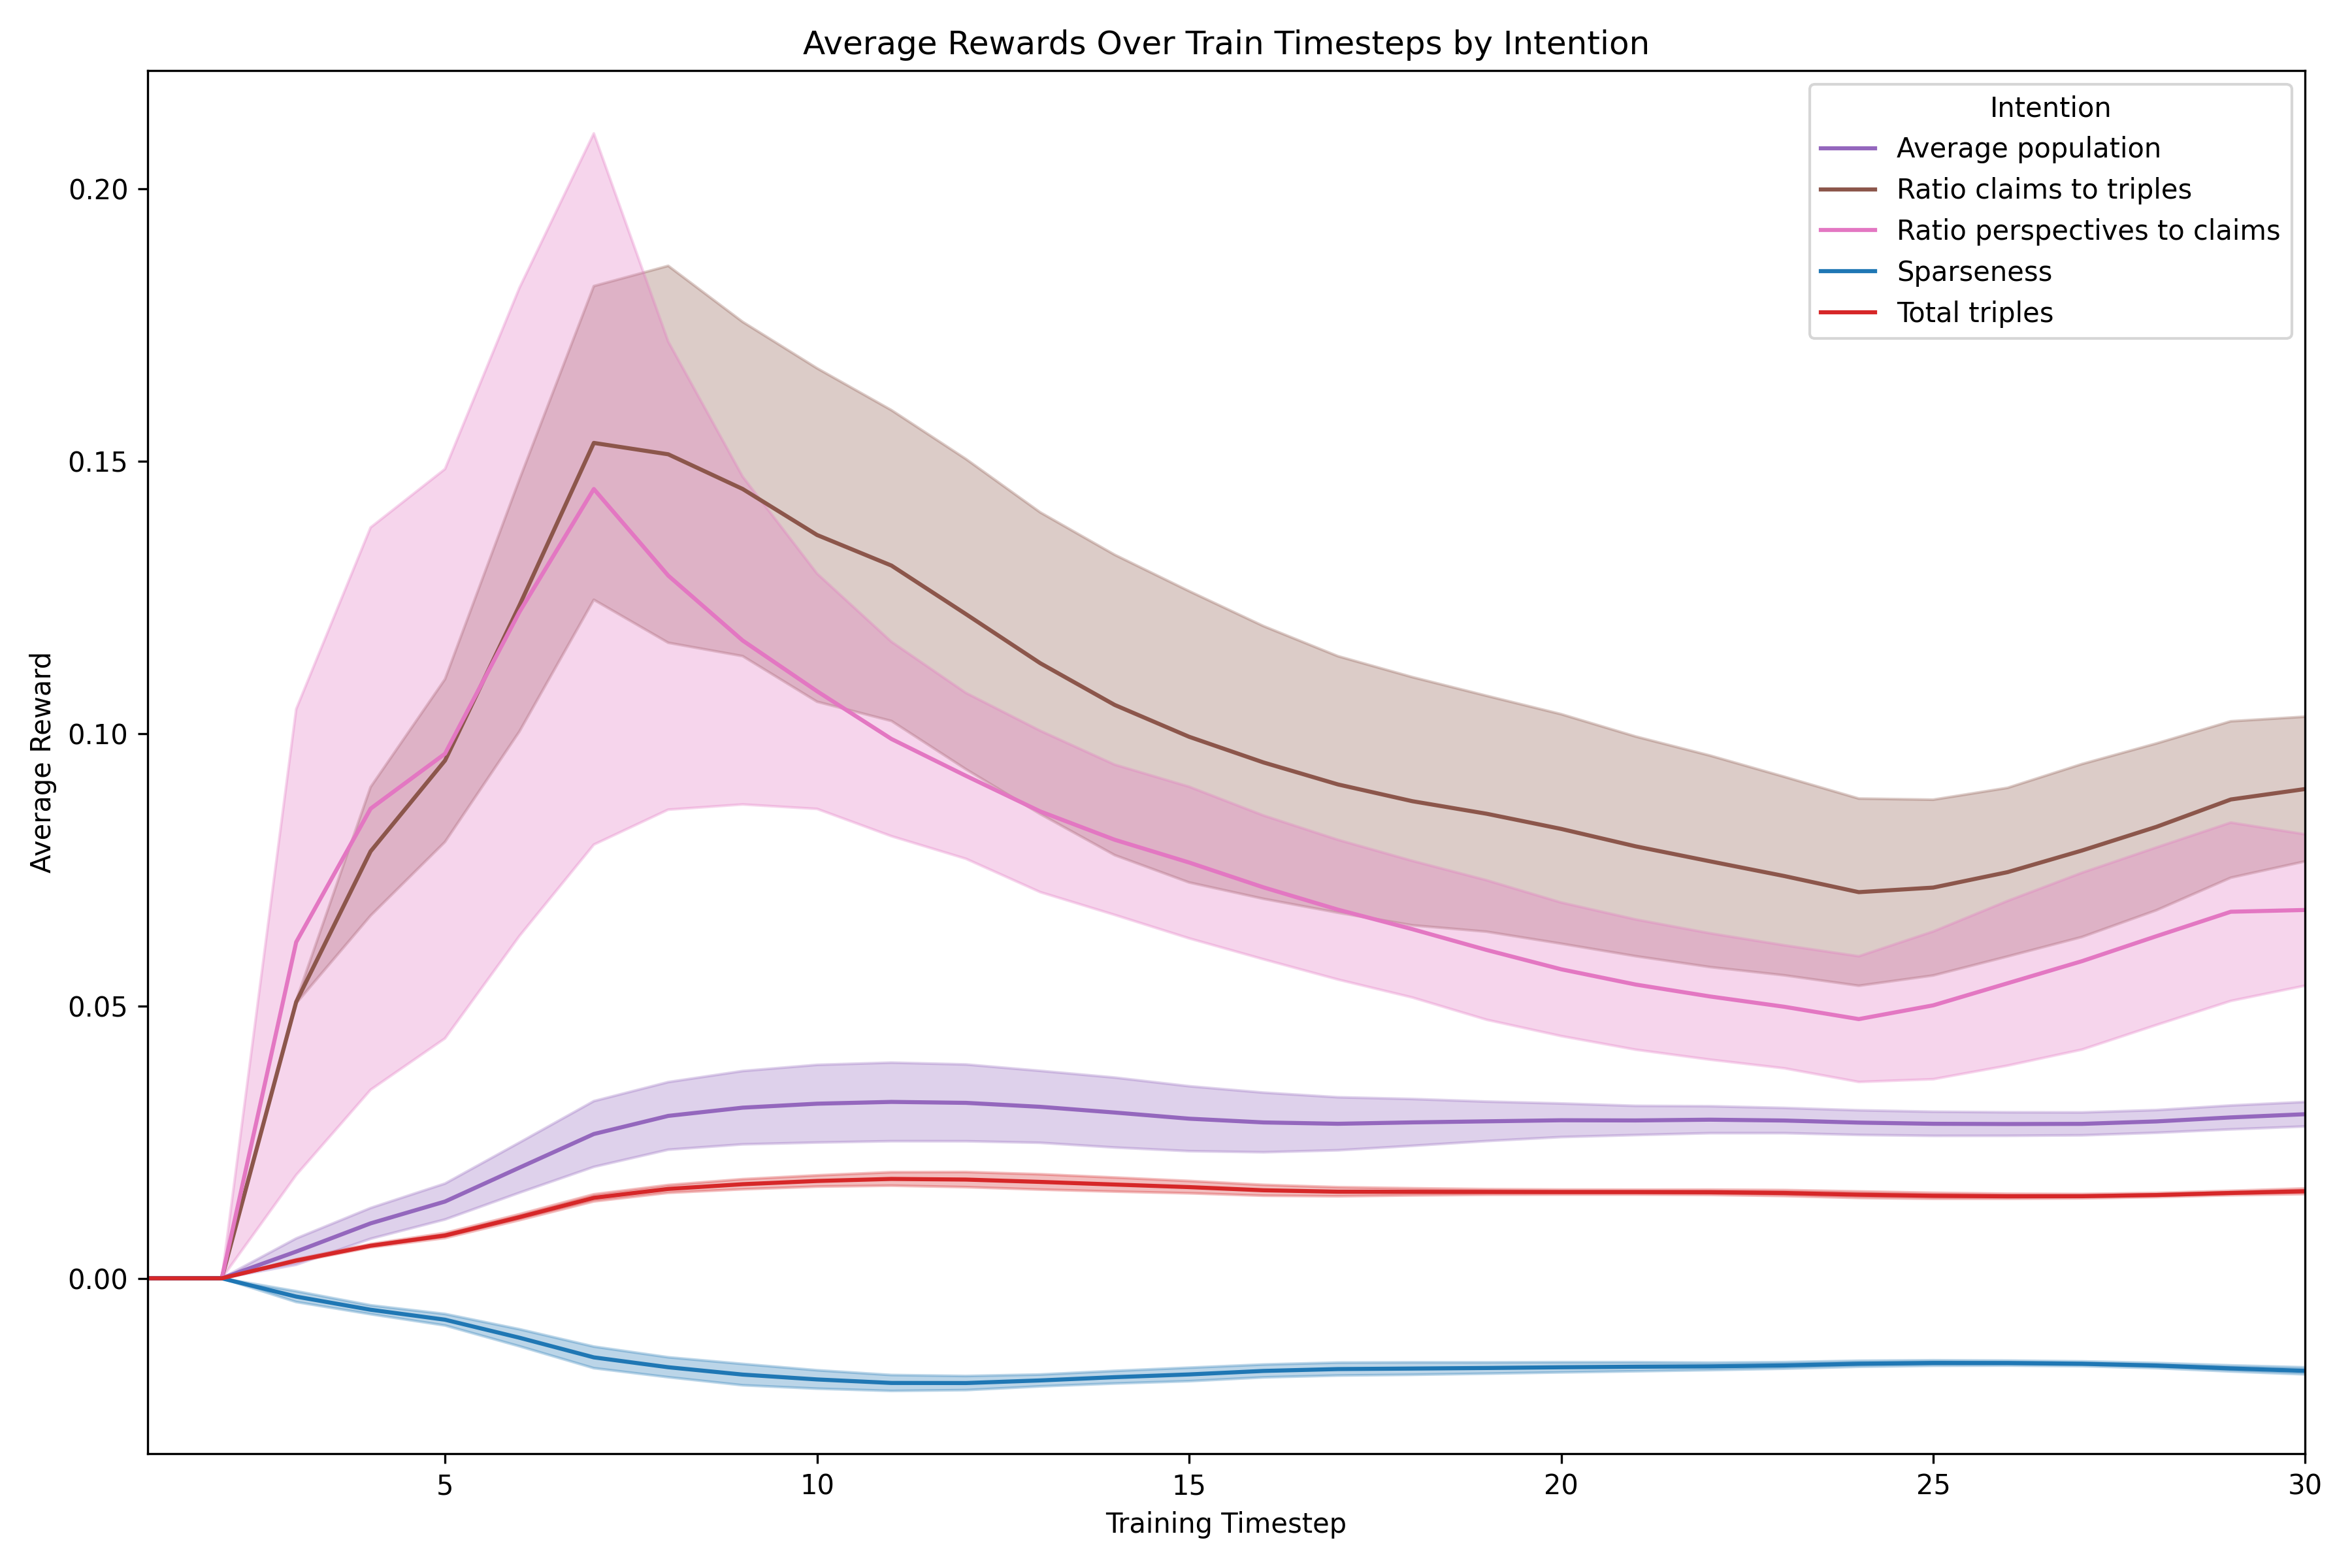 Average Rewards Over Train Timesteps by Intention
Intention
Average population
Ratio claims to triples
Ratio perspectives to claims
Sparseness
Total triples
Average Reward
0.20
0.15
0.10
0.05
0.00
5 10 15 20 25 30
Training Timestep